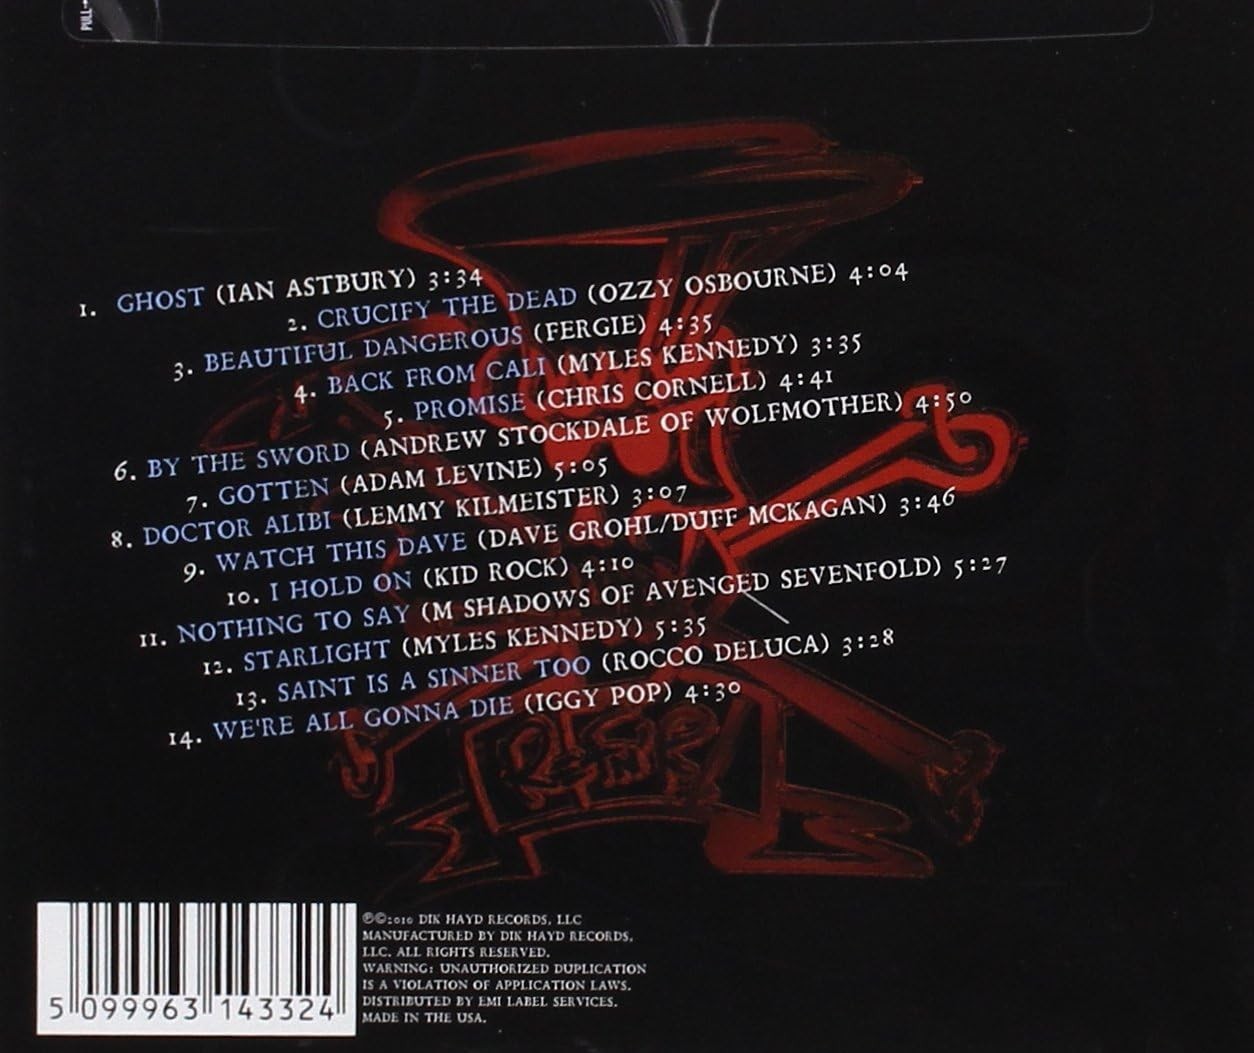 PULL
1. GHOST (IAN ASTBURY) 3:34
2. CRUCIFY THE DEAD (OZZY OSBOURNE) 4:04
3. BEAUTIFUL DANGEROUS (FERGIE) 4:35
4. BACK FROM CALI (MYLES KENNEDY) 3:35
5. PROMISE (CHRIS CORNELL) 4:41
6. BY THE SWORD (ANDREW STOCKDALE OF WOLFMOTHER) 4:50
7. GOTTEN (ADAM LEVINE) 5:05
8. DOCTOR ALIBI (LEMMY KILMEISTER) 3:07
9. WATCH THIS DAVE (DAVE GROHL/DUFF MCKAGAN) 3:46
10. I HOLD ON (KID ROCK) 4:10
11. NOTHING TO SAY (M SHADOWS OF AVENGED SEVENFOLD) 5:27
12. STARLIGHT (MYLES KENNEDY) 5:35
13. SAINT IS A SINNER TOO (ROCCO DELUCA) 3:28
14. WE'RE ALL GONNA DIE (IGGY POP) 4:30
℗©2010 DIK HAYD RECORDS, LLC
MANUFACTURED BY DIK HAYD RECORDS,
LLC. ALL RIGHTS RESERVED.
WARNING: UNAUTHORIZED DUPLICATION
IS A VIOLATION OF APPLICATION LAWS.
DISTRIBUTED BY EMI LABEL SERVICES.
MADE IN THE USA.
5 099963 143324